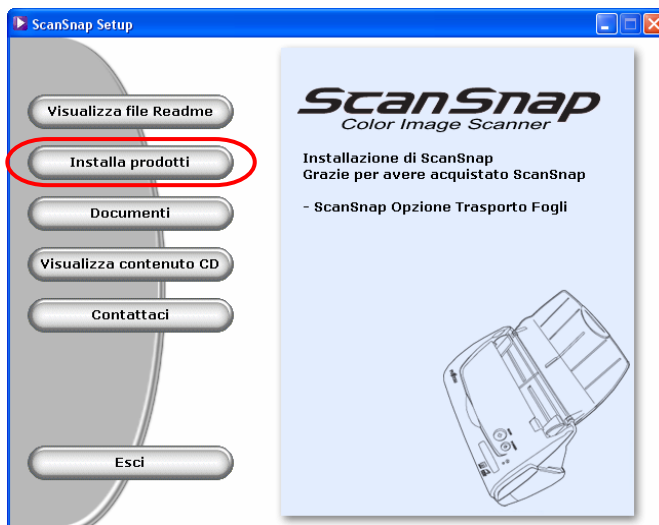 ScanSnap Setup
Visualizza file Readme
Installa prodotti
Documenti
Visualizza contenuto CD
Contattaci
Esci
ScanSnap
Color Image Scanner
Installazione di ScanSnap
Grazie per avere acquistato ScanSnap
- ScanSnap Opzione Trasporto Fogli